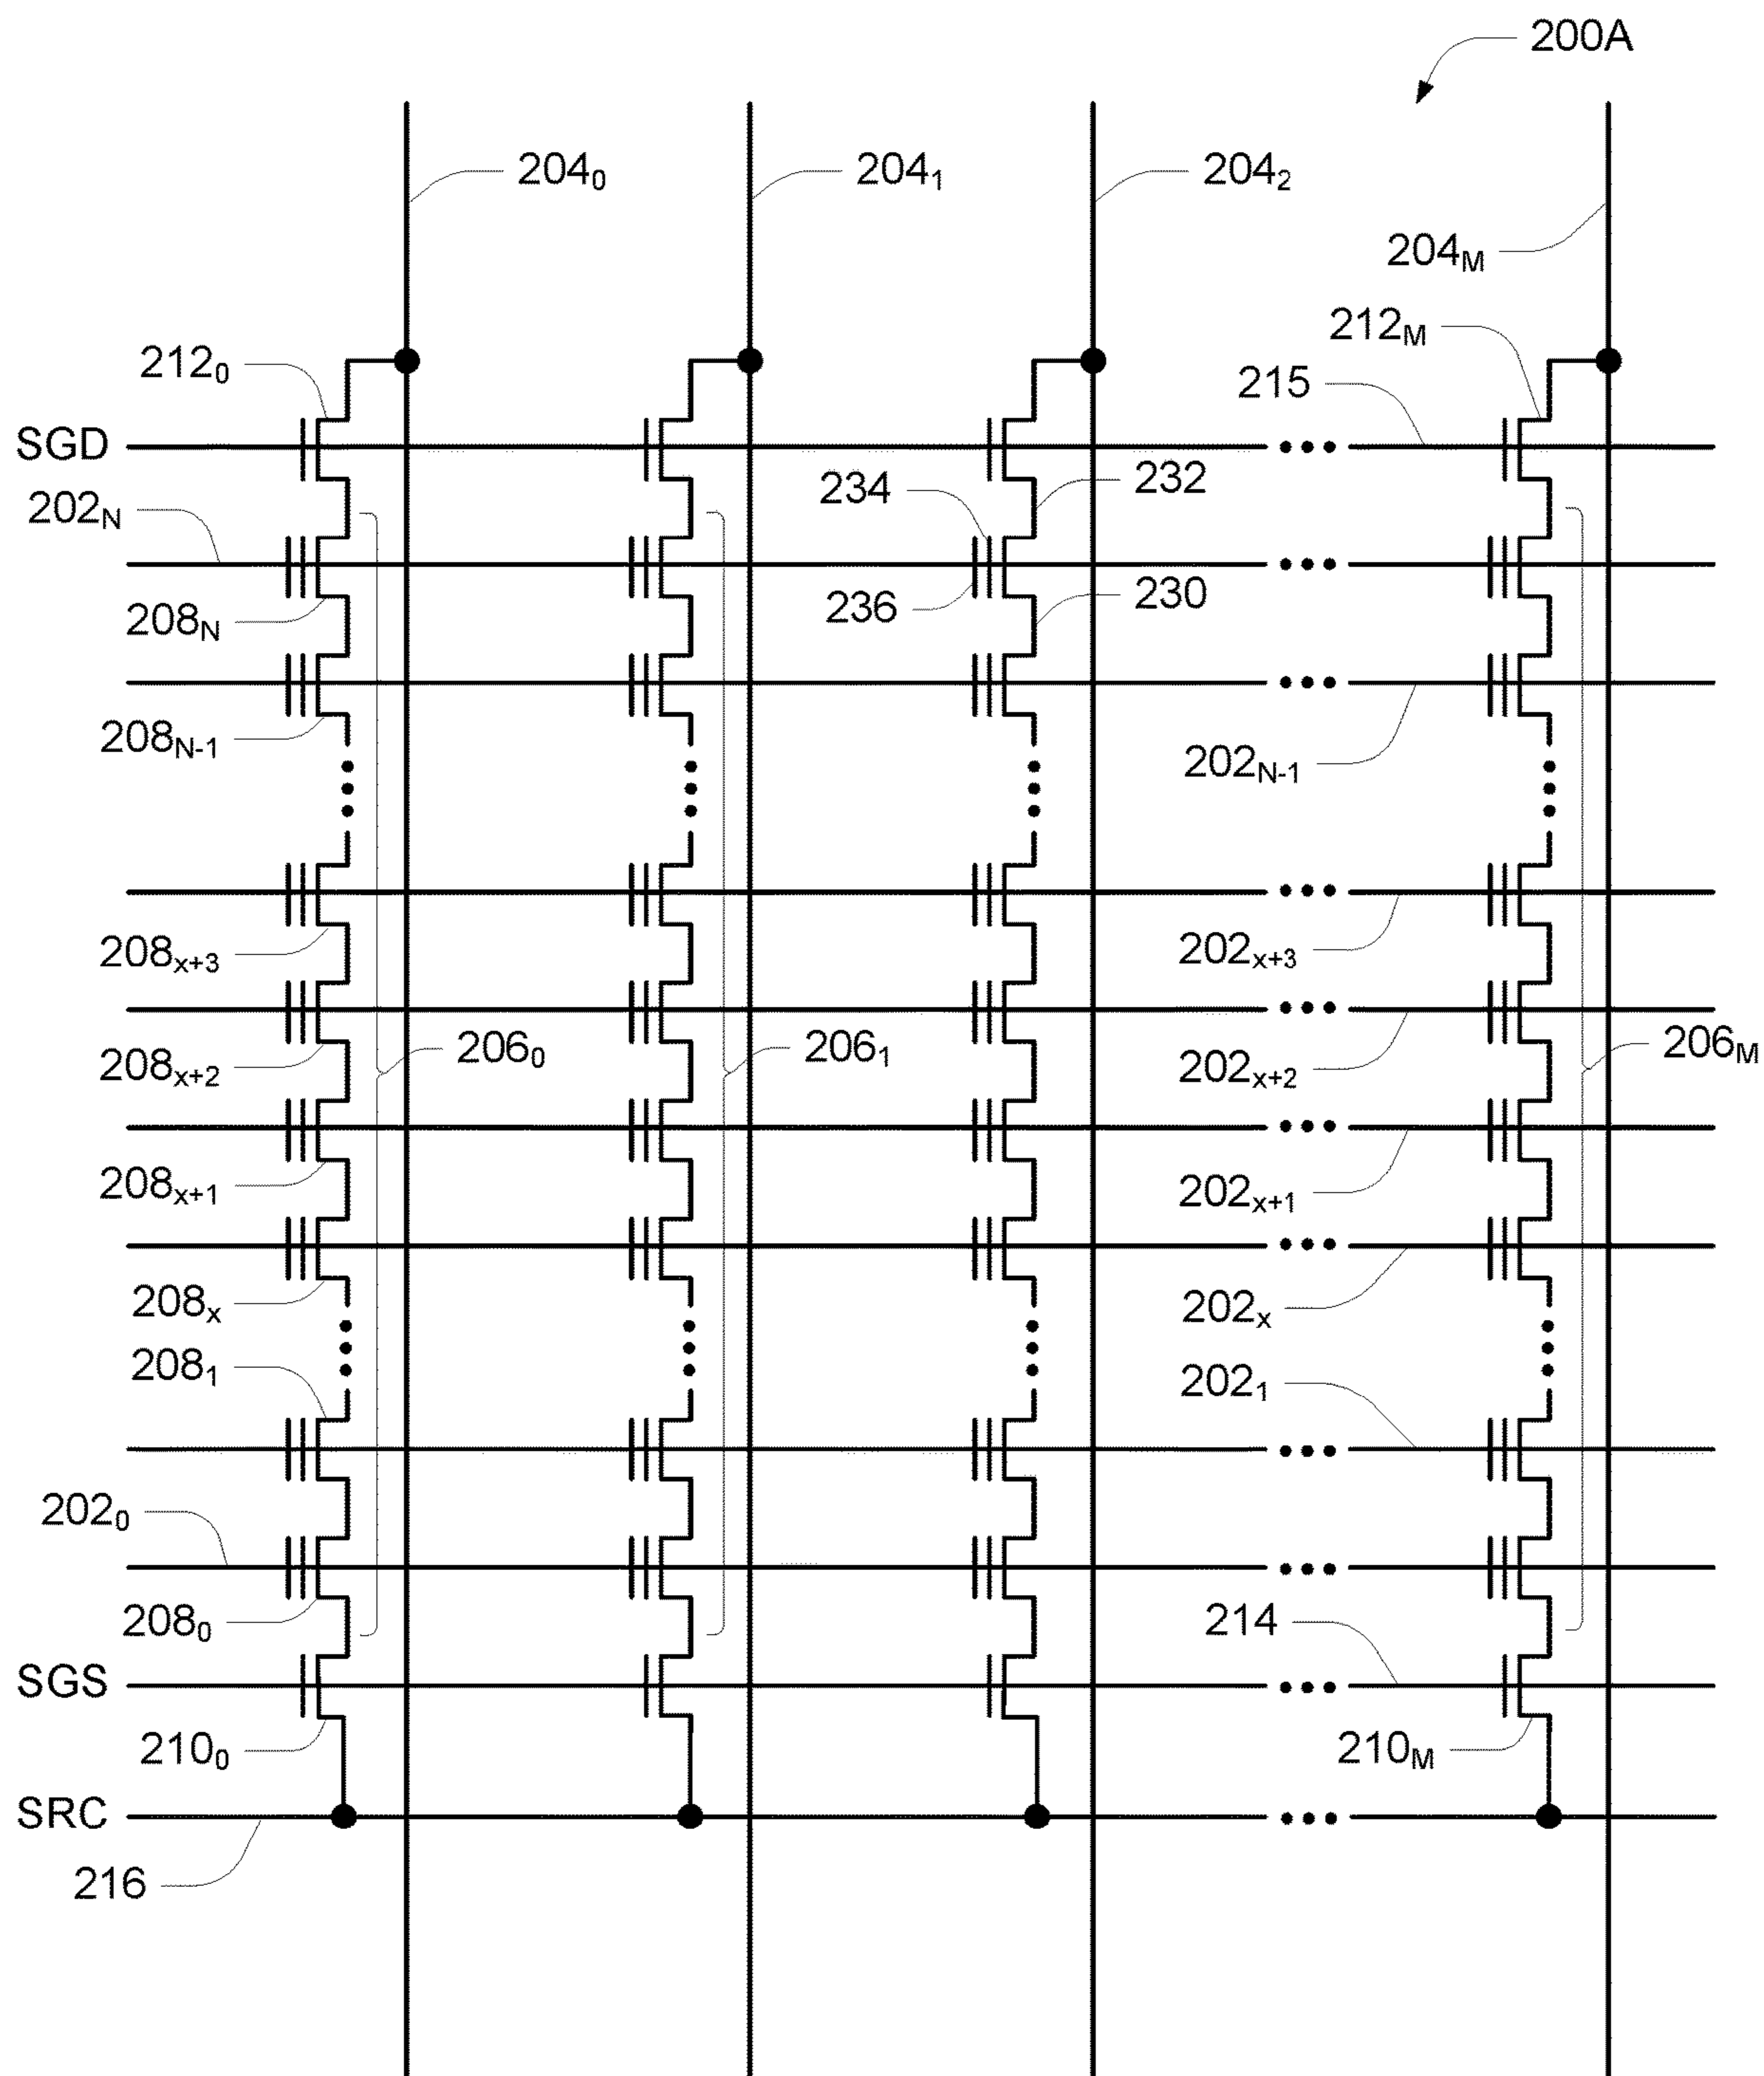 200A
204₀ 204₁ 204₂
204M
212₀ 212M
215
SGD
234 232
202N
236 230
208N
208N-1 202N-1
208x+3 202x+3
208x+2 206₀ 206₁ 202x+2 206M
208x+1 202x+1
208x 202x
208₁ 202₁
202₀
208₀ 214
SGS
210₀ 210M
SRC
216